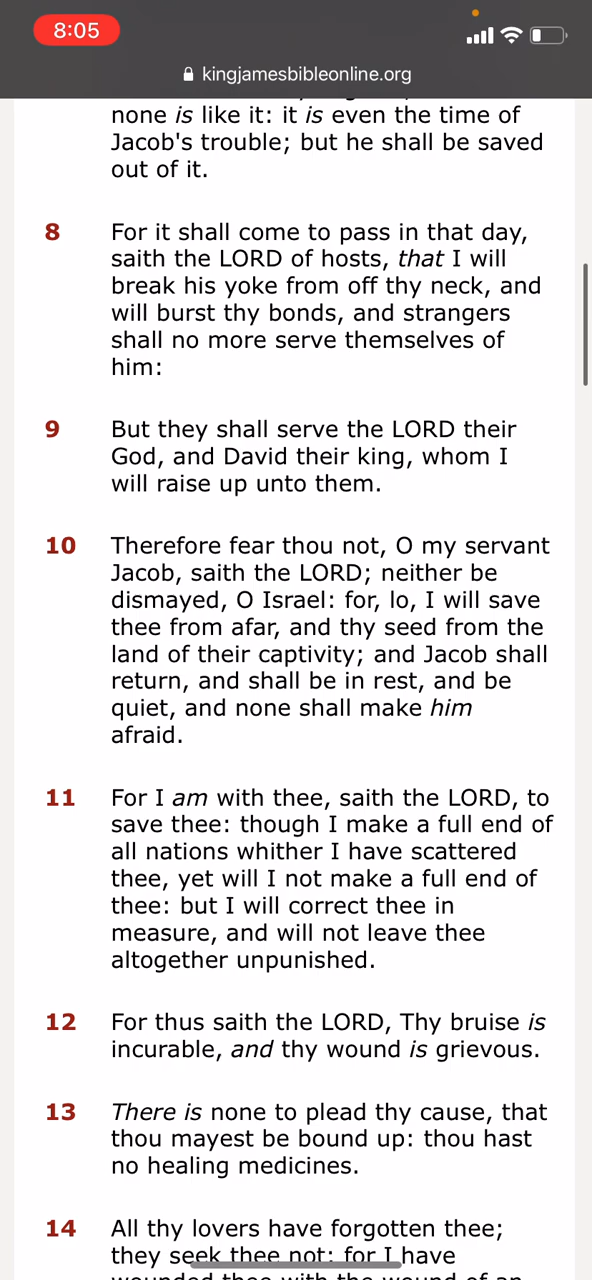 8:05
kingjamesbibleonline.org
none is like it: it is even the time of
Jacob's trouble; but he shall be saved
out of it.
8 For it shall come to pass in that day,
saith the LORD of hosts, that I will
break his yoke from off thy neck, and
will burst thy bonds, and strangers
shall no more serve themselves of
him:
9 But they shall serve the LORD their
God, and David their king, whom I
will raise up unto them.
10 Therefore fear thou not, O my servant
Jacob, saith the LORD; neither be
dismayed, O Israel: for, lo, I will save
thee from afar, and thy seed from the
land of their captivity; and Jacob shall
return, and shall be in rest, and be
quiet, and none shall make him
afraid.
11 For I am with thee, saith the LORD, to
save thee: though I make a full end of
all nations whither I have scattered
thee, yet will I not make a full end of
thee: but I will correct thee in
measure, and will not leave thee
altogether unpunished.
12 For thus saith the LORD, Thy bruise is
incurable, and thy wound is grievous.
13 There is none to plead thy cause, that
thou mayest be bound up: thou hast
no healing medicines.
14 All thy lovers have forgotten thee;
they seek thee not; for I have
wounded thee with the wound of an